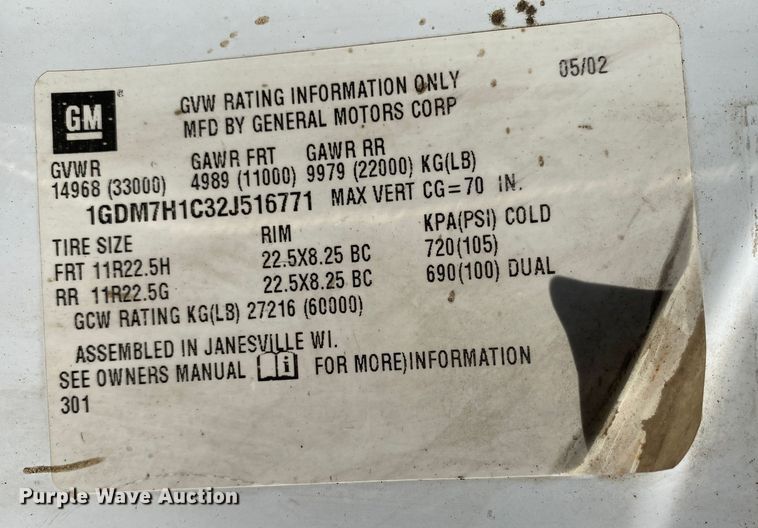 05/02
GM
GVW RATING INFORMATION ONLY
MFD BY GENERAL MOTORS CORP
GVWR GAWR FRT GAWR RR
14968 (33000) 4989 (11000) 9979 (22000) KG(LB)
1GDM7H1C32J516771 MAX VERT CG=70 IN.
TIRE SIZE RIM KPA(PSI) COLD
FRT 11R22.5H 22.5X8.25 BC 720(105)
RR 11R22.5G 22.5X8.25 BC 690(100) DUAL
GCW RATING KG(LB) 27216 (60000)
ASSEMBLED IN JANESVILLE WI.
SEE OWNERS MANUAL i FOR MORE)INFORMATION
301
Purple Wave Auction